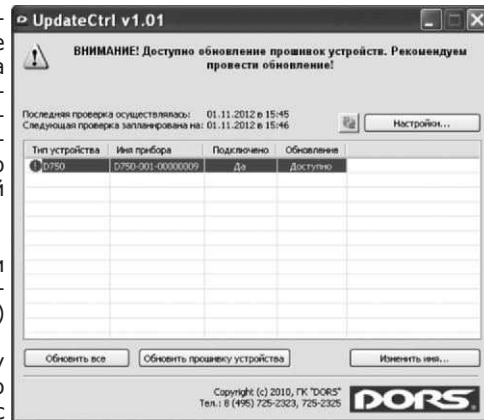 UpdateCtrl v1.01
ВНИМАНИЕ! Доступно обновление прошивок устройств. Рекомендуем
провести обновление!
Последняя проверка осуществлялась: 01.11.2012 в 15:45
Следующая проверка запланирована на: 01.11.2012 в 15:46
Настройки...
Тип устройства Имя прибора Подключено Обновление
D750 D750-001-00000009 Да Доступно
Обновить все Обновить прошивку устройства Изменить имя...
Copyright (c) 2010, ГК "DORS"
Тел.: 8 (495) 725-2323, 725-2325
DORS